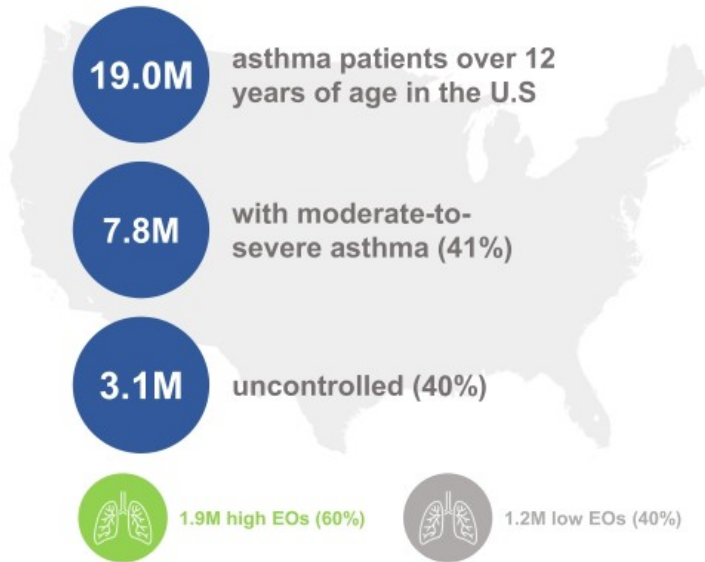 19.0M
asthma patients over 12
years of age in the U.S
7.8M
with moderate-to-
severe asthma (41%)
3.1M
uncontrolled (40%)
1.9M high EOs (60%)
1.2M low EOs (40%)